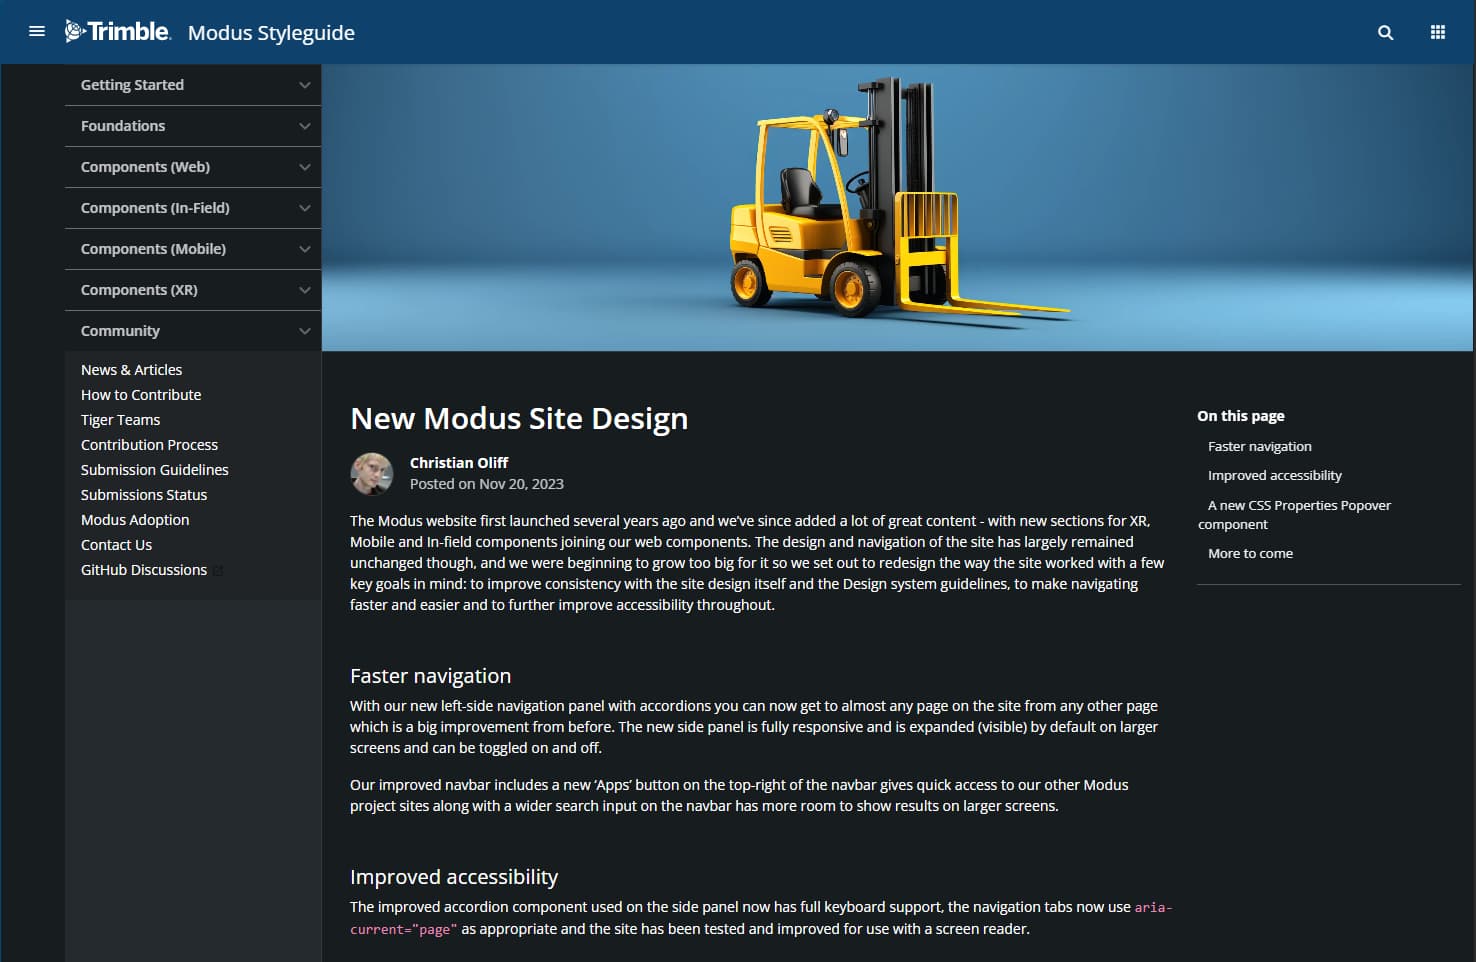 Trimble. Modus Styleguide
Getting Started
Foundations
Components (Web)
Components (In-Field)
Components (Mobile)
Components (XR)
Community
News & Articles
How to Contribute
Tiger Teams
Contribution Process
Submission Guidelines
Submissions Status
Modus Adoption
Contact Us
GitHub Discussions
New Modus Site Design
Christian Oliff
Posted on Nov 20, 2023
The Modus website first launched several years ago and we've since added a lot of great content - with new sections for XR,
Mobile and In-field components joining our web components. The design and navigation of the site has largely remained
unchanged though, and we were beginning to grow too big for it so we set out to redesign the way the site worked with a few
key goals in mind: to improve consistency with the site design itself and the Design system guidelines, to make navigating
faster and easier and to further improve accessibility throughout.
Faster navigation
With our new left-side navigation panel with accordions you can now get to almost any page on the site from any other page
which is a big improvement from before. The new side panel is fully responsive and is expanded (visible) by default on larger
screens and can be toggled on and off.
Our improved navbar includes a new ‘Apps’ button on the top-right of the navbar gives quick access to our other Modus
project sites along with a wider search input on the navbar has more room to show results on larger screens.
Improved accessibility
The improved accordion component used on the side panel now has full keyboard support, the navigation tabs now use aria-
current="page" as appropriate and the site has been tested and improved for use with a screen reader.
On this page
Faster navigation
Improved accessibility
A new CSS Properties Popover
component
More to come